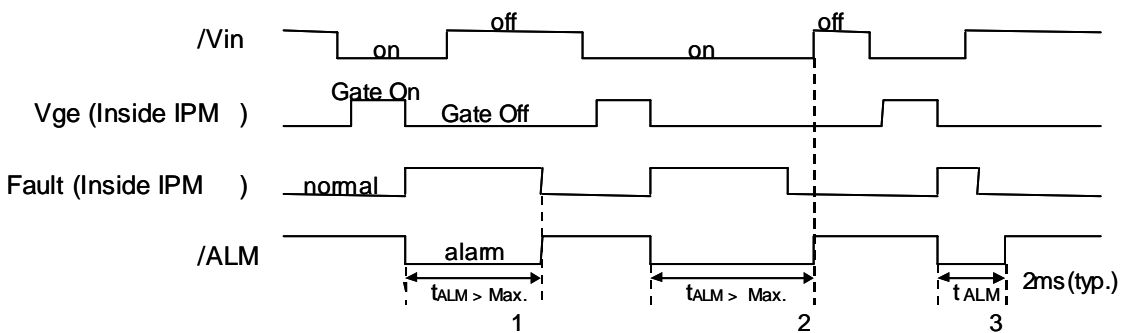 /Vin
off
off
on
on
Gate On
Vge (Inside IPM )
Gate Off
Fault (Inside IPM )
normal
/ALM
alarm
tALM > Max.
tALM > Max.
tALM
2ms(typ.)
1
2
3